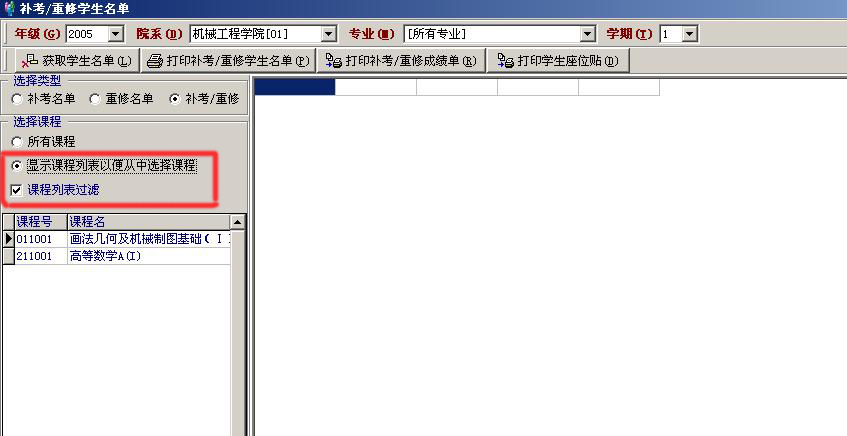 补考/重修学生名单
年级(G) 2005 院系(D) 机械工程学院[01] 专业(M) [所有专业] 学期(T) 1
获取学生名单(L) 打印补考/重修学生名单(P) 打印补考/重修成绩单(R) 打印学生座位贴(D)
选择类型
补考名单 重修名单 补考/重修
选择课程
所有课程
显示课程列表以便从中选择课程
课程列表过滤
课程号 课程名
011001 画法几何及机械制图基础(Ⅰ
211001 高等数学A(I)